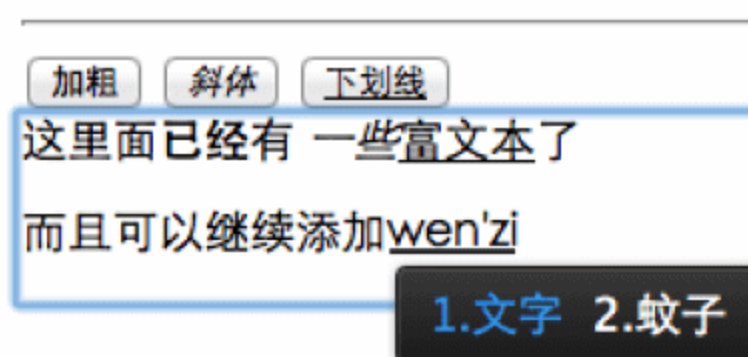 加粗 斜体 下划线
这里面已经有 一些富文本了
而且可以继续添加wen'zi
1.文字 2.蚊子